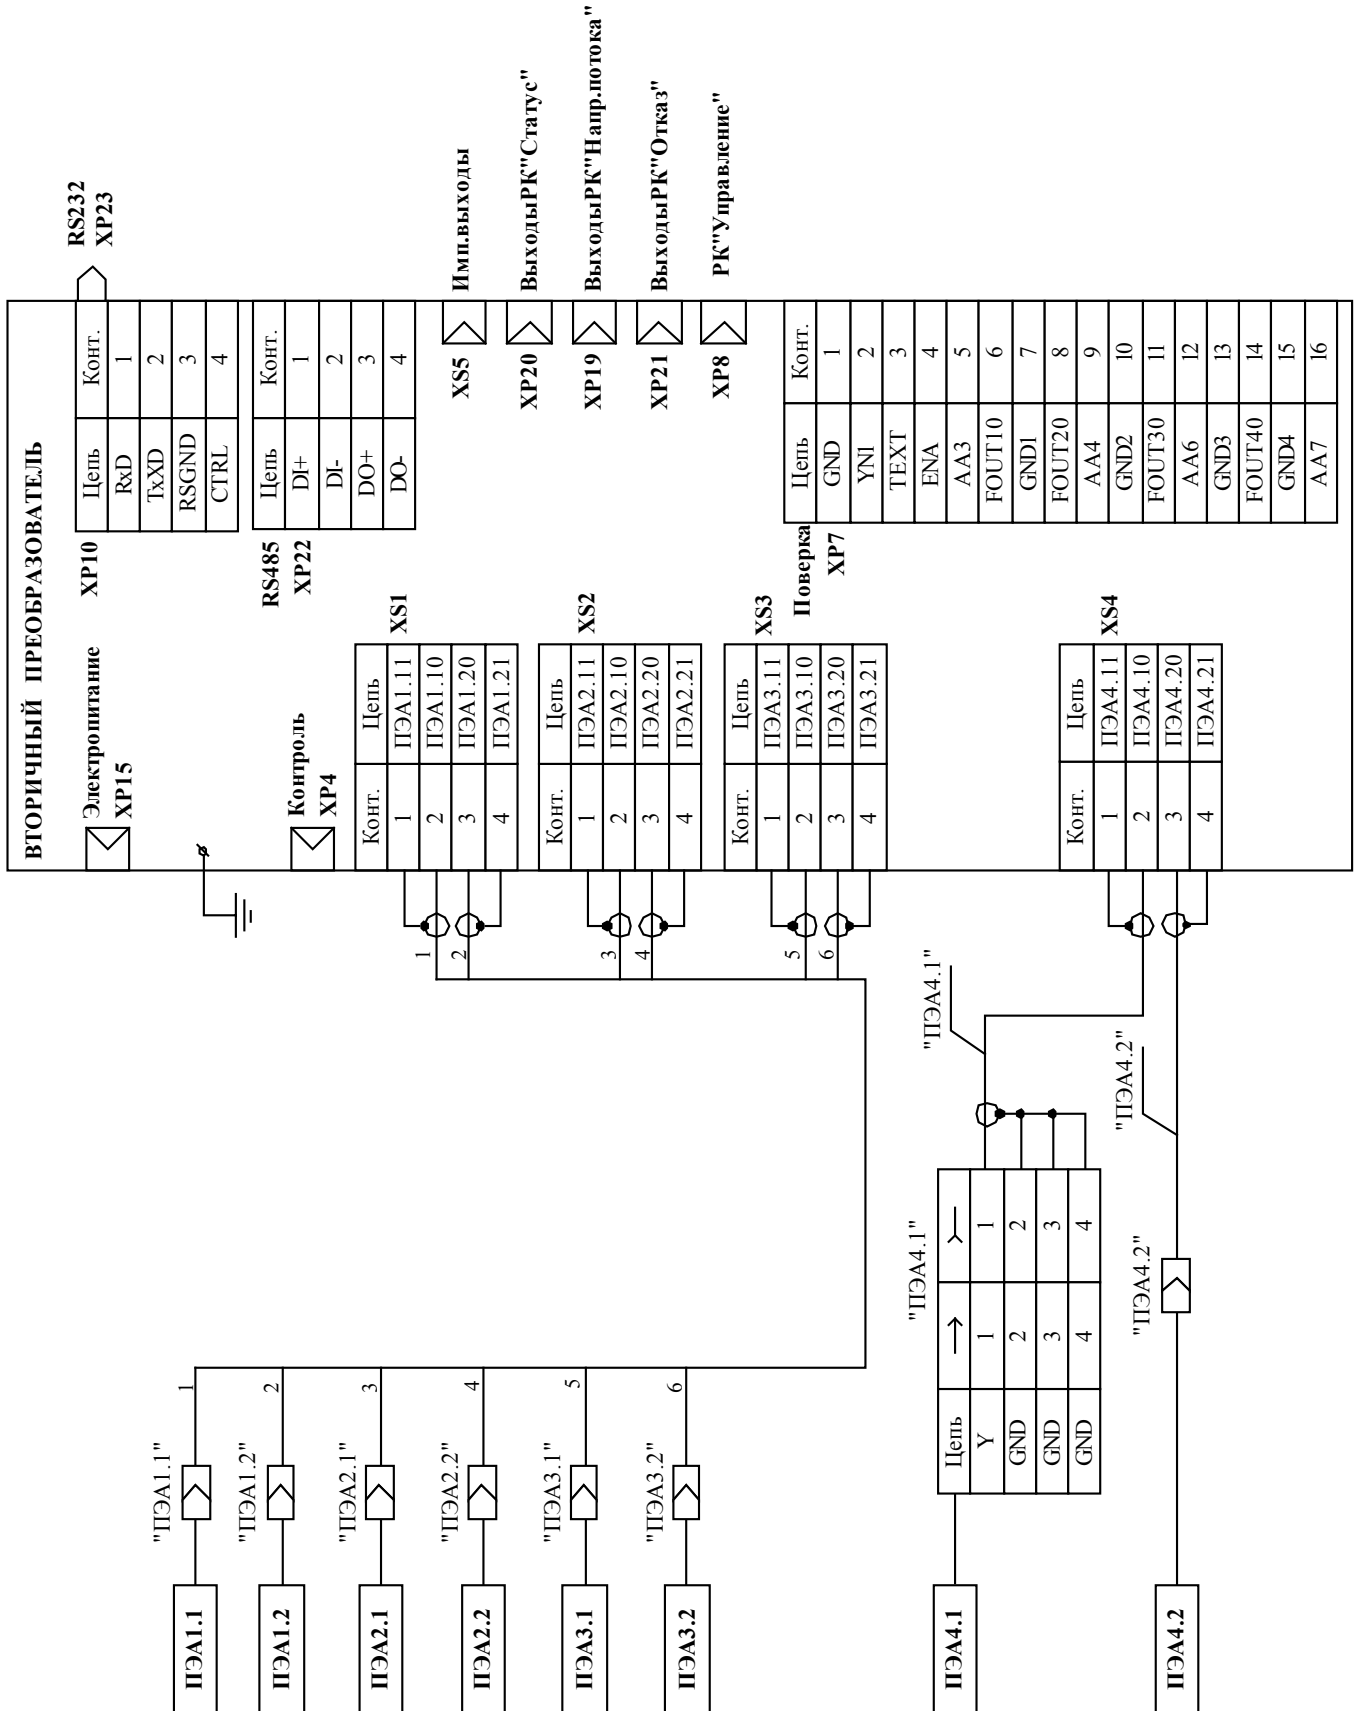 ВТОРИЧНЫЙ ПРЕОБРАЗОВАТЕЛЬ
Электропитание
XP15
Контроль
XP4
XP10
Цепь Конт.
RxD 1
TxXD 2
RSGND 3
CTRL 4
RS232
XP23
RS485
XP22
Цепь Конт.
DI+ 1
DI- 2
DO+ 3
DO- 4
XS5 Имп.выходы
XP20 ВыходыРК"Статус"
XP19 ВыходыРК"Напр.потока"
XP21 ВыходыРК"Отказ"
XP8 РК"Управление"
Поверка
XP7
Цепь Конт.
GND 1
YN1 2
TEXT 3
ENA 4
AA3 5
FOUT10 6
GND1 7
FOUT20 8
AA4 9
GND2 10
FOUT30 11
AA6 12
GND3 13
FOUT40 14
GND4 15
AA7 16
XS1
Конт. Цепь
1 ПЭА1.11
2 ПЭА1.10
3 ПЭА1.20
4 ПЭА1.21
XS2
Конт. Цепь
1 ПЭА2.11
2 ПЭА2.10
3 ПЭА2.20
4 ПЭА2.21
XS3
Конт. Цепь
1 ПЭА3.11
2 ПЭА3.10
3 ПЭА3.20
4 ПЭА3.21
XS4
Конт. Цепь
1 ПЭА4.11
2 ПЭА4.10
3 ПЭА4.20
4 ПЭА4.21
1
2
3
4
5
6
ПЭА1.1 "ПЭА1.1" 1
ПЭА1.2 "ПЭА1.2" 2
ПЭА2.1 "ПЭА2.1" 3
ПЭА2.2 "ПЭА2.2" 4
ПЭА3.1 "ПЭА3.1" 5
ПЭА3.2 "ПЭА3.2" 6
ПЭА4.1
"ПЭА4.1"
Цепь
Y 1 1
GND 2 2
GND 3 3
GND 4 4
"ПЭА4.1"
ПЭА4.2 "ПЭА4.2"
"ПЭА4.2"